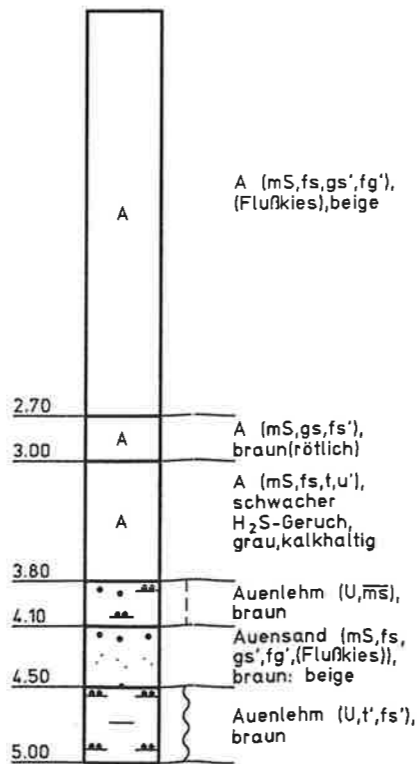 A
A (mS,fs,gs',fg'),
(Flußkies),beige
2.70
A
A (mS,gs,fs'),
braun(rötlich)
3.00
A
A (mS,fs,t,u'),
schwacher
H₂S-Geruch,
grau,kalkhaltig
3.80
Auenlehm (U,m̅s̅),
braun
4.10
Auensand (mS,fs,
gs',fg',(Flußkies)),
braun: beige
4.50
Auenlehm (U,t',fs'),
braun
5.00